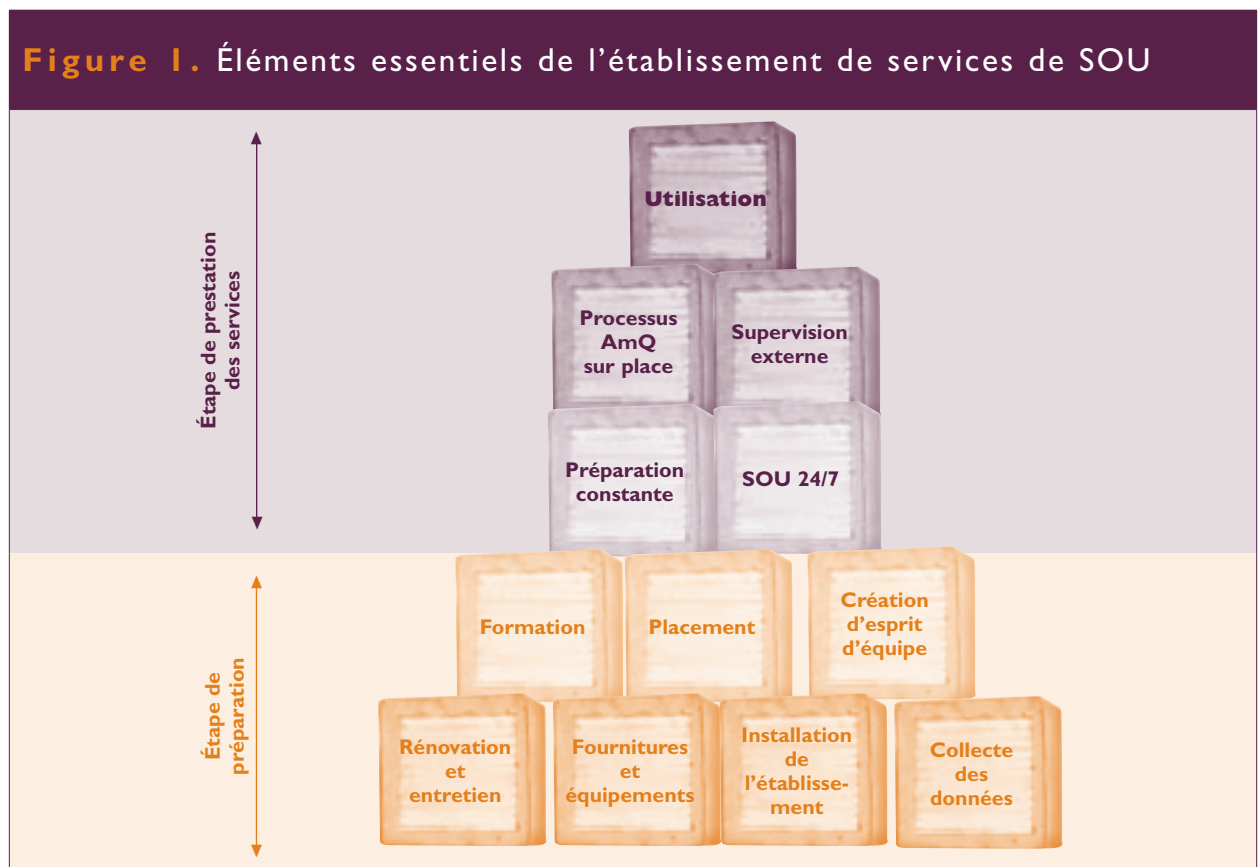 Figure 1. Éléments essentiels de l'établissement de services de SOU
Étape de prestation
des services
Utilisation
Processus
AmQ
sur place
Supervision
externe
Préparation
constante
SOU 24/7
Étape de
préparation
Formation
Placement
Création
d'esprit
d'équipe
Rénovation
et
entretien
Fournitures
et
équipements
Installation
de
l'établisse-
ment
Collecte
des
données